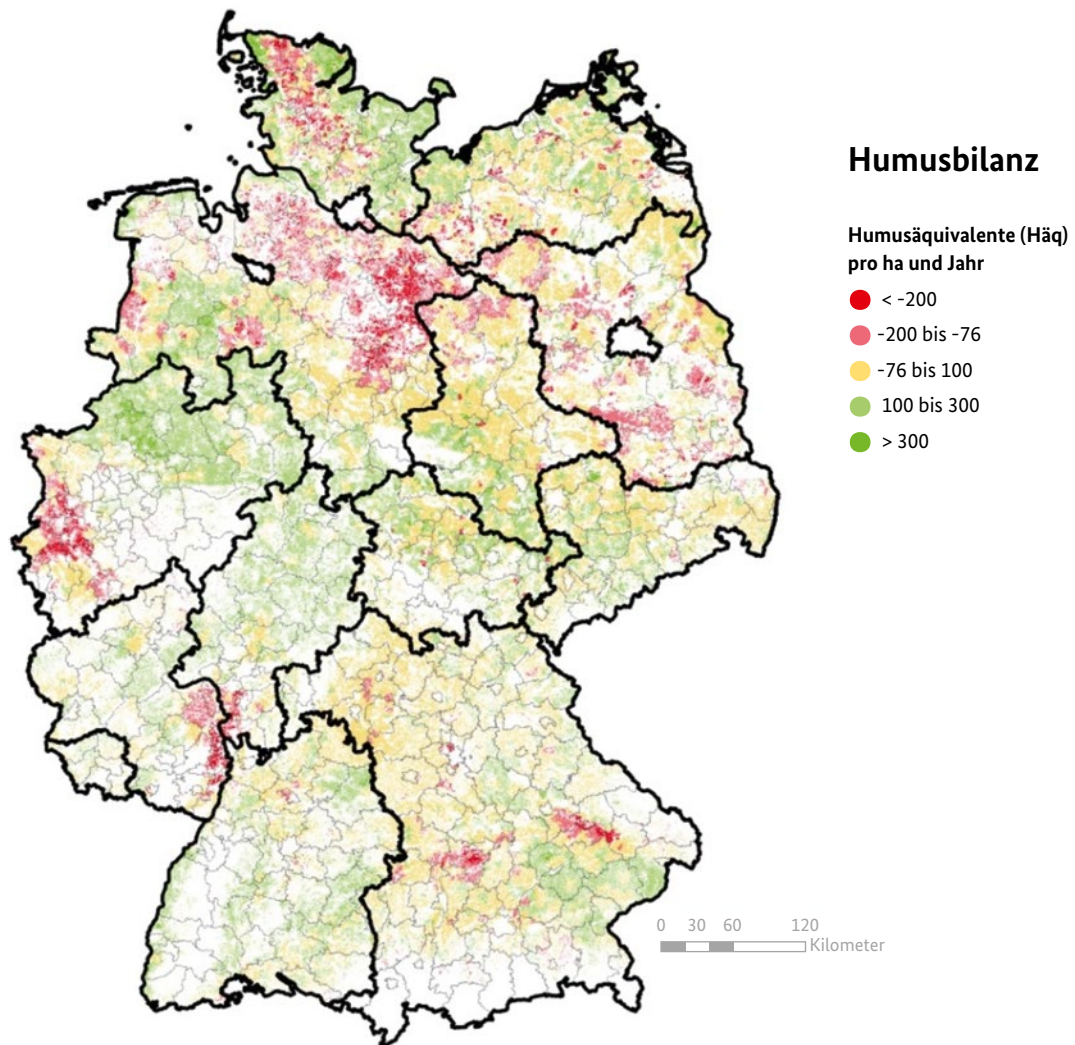 Humusbilanz
Humusäquivalente (Häq)
pro ha und Jahr
< -200
-200 bis -76
-76 bis 100
100 bis 300
> 300
0 30 60 120
Kilometer